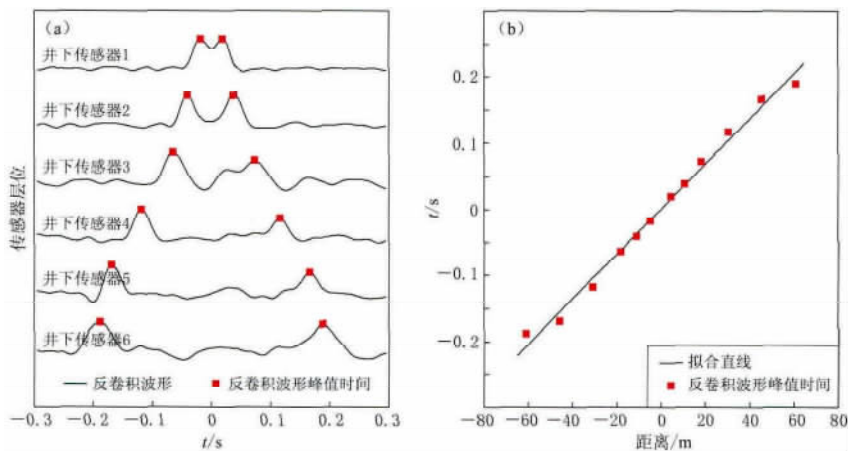 (a)
井下传感器1
井下传感器2
井下传感器3
井下传感器4
井下传感器5
井下传感器6
传感器层位
反卷积波形
反卷积波形峰值时间
-0.3 -0.2 -0.1 0 0.1 0.2 0.3
t/s
(b)
0.2
0.1
0
-0.1
-0.2
t/s
拟合直线
反卷积波形峰值时间
-80 -60 -40 -20 0 20 40 60 80
距离/m